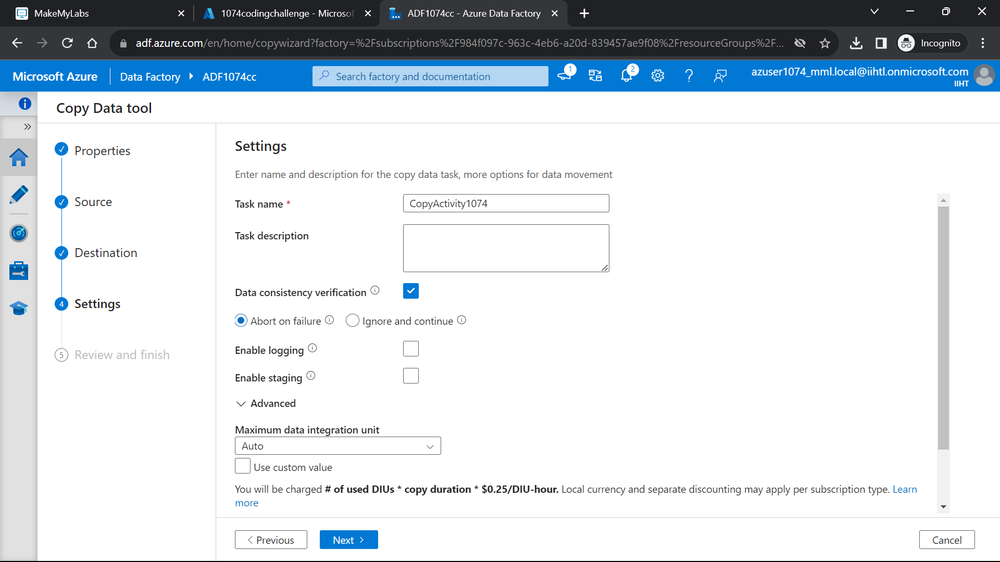 MakeMyLabs
1074codingchallenge - Microsof
ADF1074cc - Azure Data Factory
adf.azure.com/en/home/copywizard?factory=%2Fsubscriptions%2F984f097c-963c-4eb6-a20d-839457ae9f08%2FresourceGroups%2F...
Incognito
Microsoft Azure
Data Factory
ADF1074cc
Search factory and documentation
1
2
azuser1074_mml.local@iihtl.onmicrosoft.com
IIHT
Copy Data tool
Properties
Source
Destination
4 Settings
5 Review and finish
Settings
Enter name and description for the copy data task, more options for data movement
Task name *
CopyActivity1074
Task description
Data consistency verification
Abort on failure
Ignore and continue
Enable logging
Enable staging
Advanced
Maximum data integration unit
Auto
Use custom value
You will be charged # of used DIUs * copy duration * $0.25/DIU-hour. Local currency and separate discounting may apply per subscription type. Learn
more
< Previous
Next >
Cancel